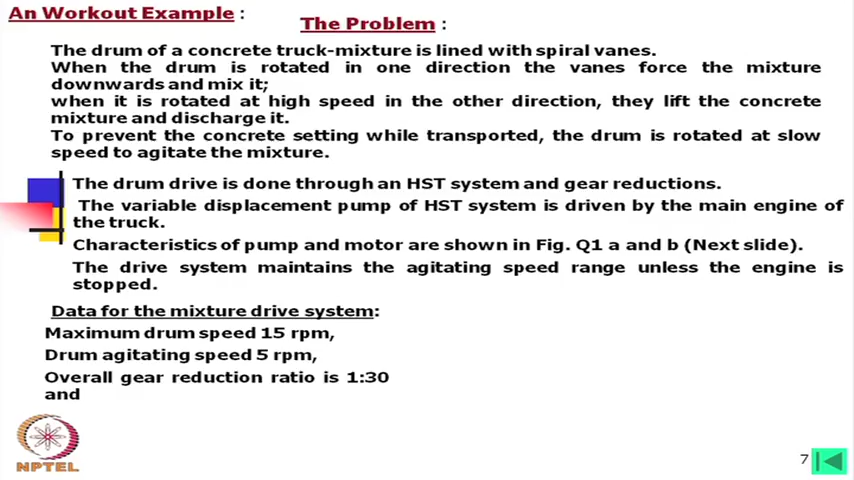 An Workout Example :
The Problem :
The drum of a concrete truck-mixture is lined with spiral vanes.
When the drum is rotated in one direction the vanes force the mixture
downwards and mix it;
when it is rotated at high speed in the other direction, they lift the concrete
mixture and discharge it.
To prevent the concrete setting while transported, the drum is rotated at slow
speed to agitate the mixture.
The drum drive is done through an HST system and gear reductions.
The variable displacement pump of HST system is driven by the main engine of
the truck.
Characteristics of pump and motor are shown in Fig. Q1 a and b (Next slide).
The drive system maintains the agitating speed range unless the engine is
stopped.
Data for the mixture drive system:
Maximum drum speed 15 rpm,
Drum agitating speed 5 rpm,
Overall gear reduction ratio is 1:30
and
NPTEL
7